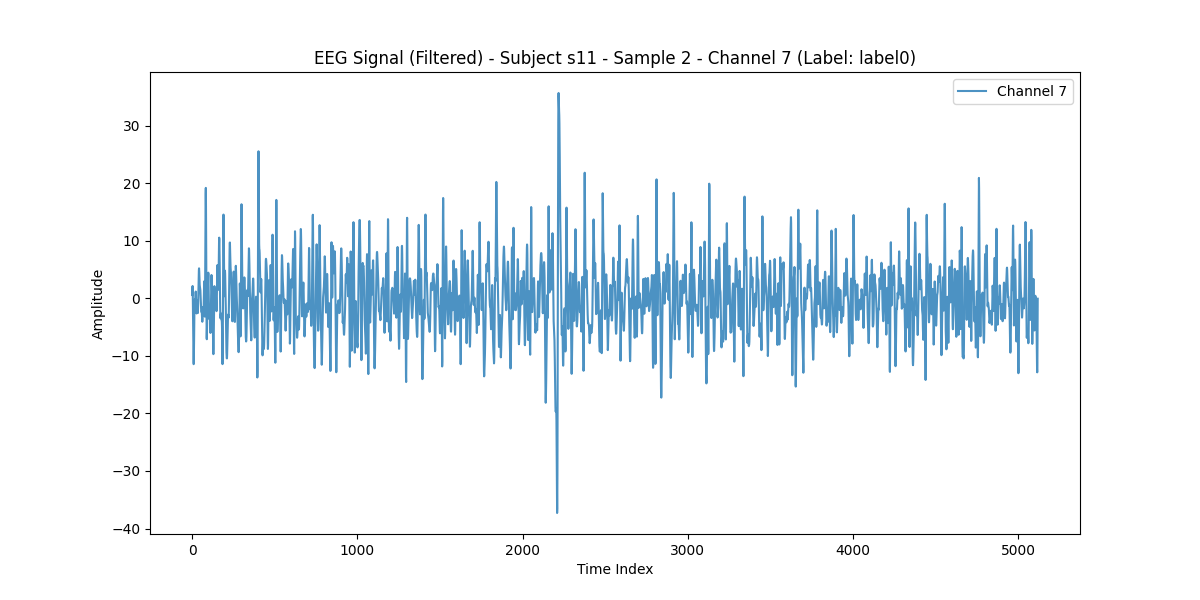 EEG Signal (Filtered) - Subject s11 - Sample 2 - Channel 7 (Label: label0)
Channel 7
30
20
10
0
−10
−20
−30
−40
Amplitude
0 1000 2000 3000 4000 5000
Time Index